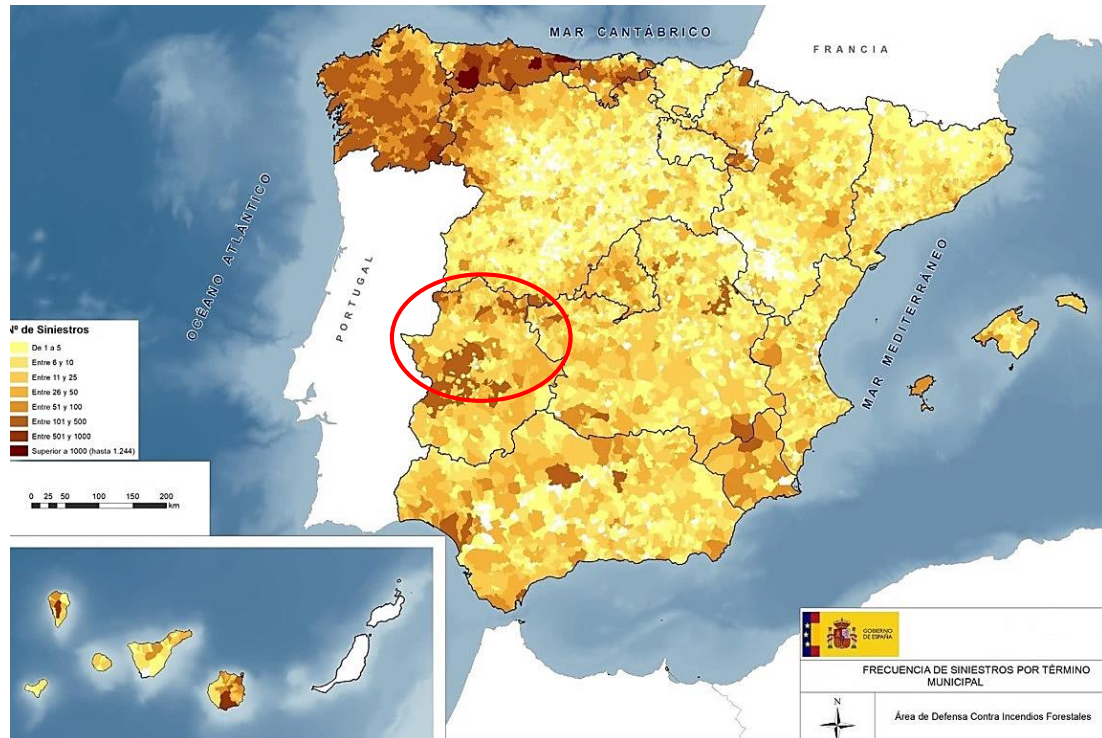 MAR CANTÁBRICO
FRANCIA
OCÉANO ATLÁNTICO
PORTUGAL
MAR MEDITERRÁNEO
Nº de Siniestros
De 1 a 5
Entre 6 y 10
Entre 11 y 25
Entre 26 y 50
Entre 51 y 100
Entre 101 y 500
Entre 501 y 1000
Superior a 1000 (hasta 1.244)
0 25 50 100 150 200
km
GOBIERNO
DE ESPAÑA
FRECUENCIA DE SINIESTROS POR TÉRMINO
MUNICIPAL
N
Área de Defensa Contra Incendios Forestales